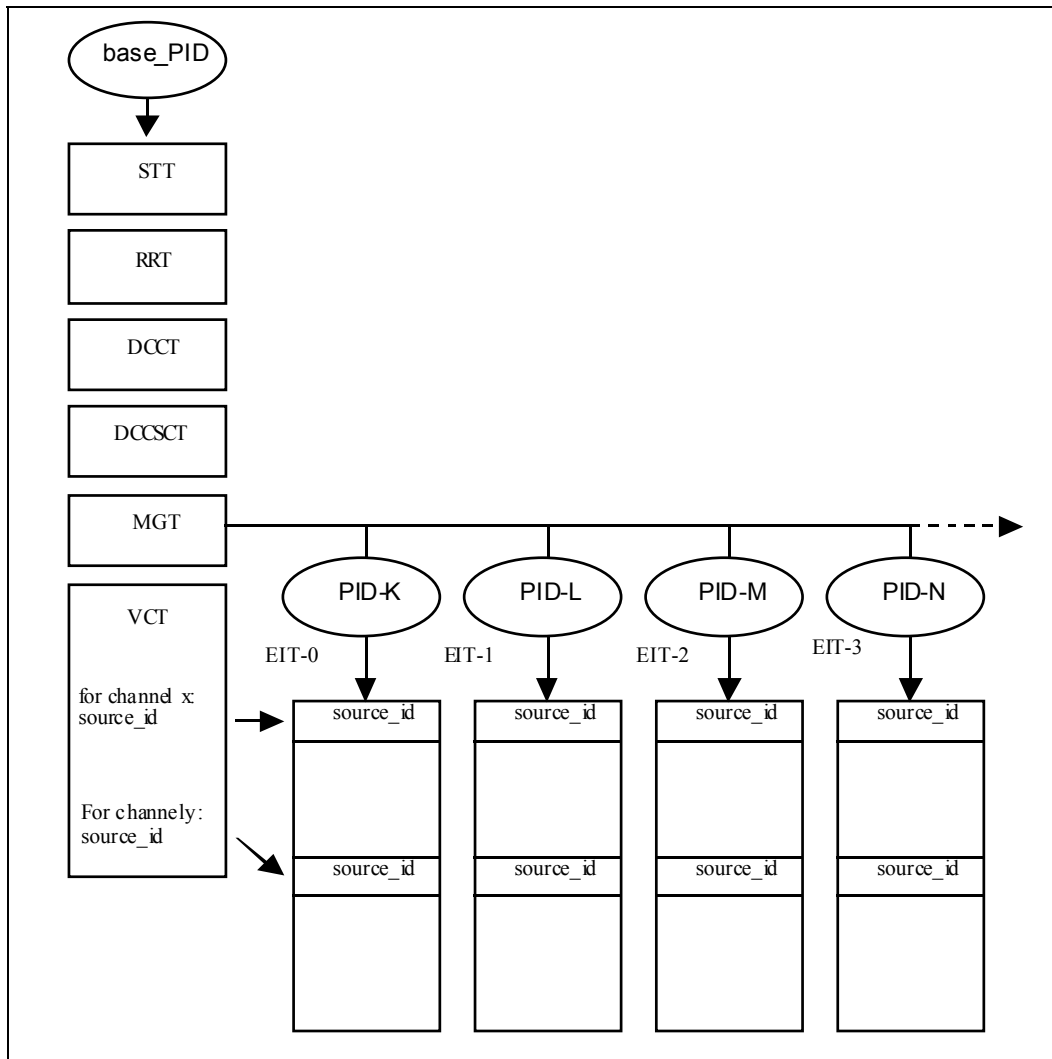 base_PID
STT
RRT
DCCT
DCCSCT
MGT
PID-K
PID-L
PID-M
PID-N
VCT
EIT-0
EIT-1
EIT-2
EIT-3
for channel x:
source_id
source_id
source_id
source_id
source_id
For channely:
source_id
source_id
source_id
source_id
source_id